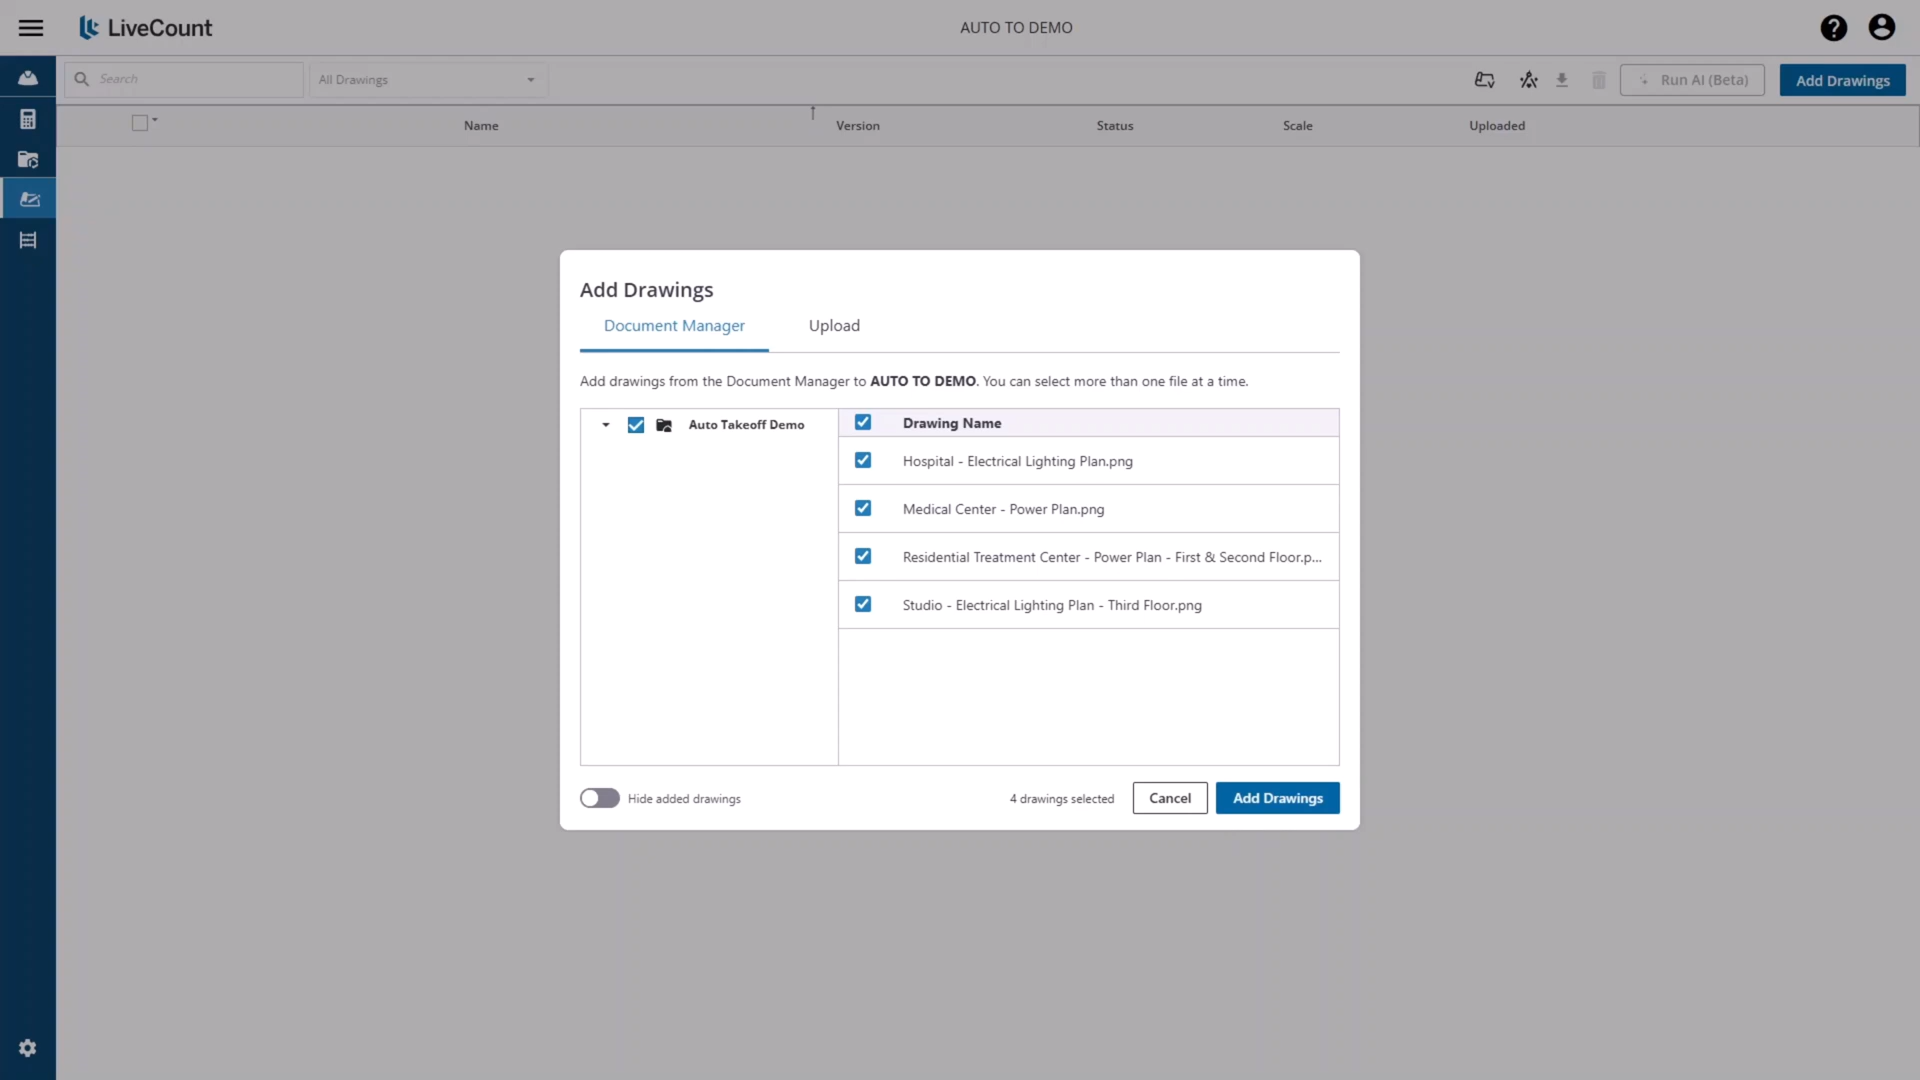 LiveCount
AUTO TO DEMO
?
Search
All Drawings
Run AI (Beta)
Add Drawings
Name
Version
Status
Scale
Uploaded
Add Drawings
Document Manager
Upload
Add drawings from the Document Manager to AUTO TO DEMO. You can select more than one file at a time.
Auto Takeoff Demo
Drawing Name
Hospital - Electrical Lighting Plan.png
Medical Center - Power Plan.png
Residential Treatment Center - Power Plan - First & Second Floor.p...
Studio - Electrical Lighting Plan - Third Floor.png
Hide added drawings
4 drawings selected
Cancel
Add Drawings